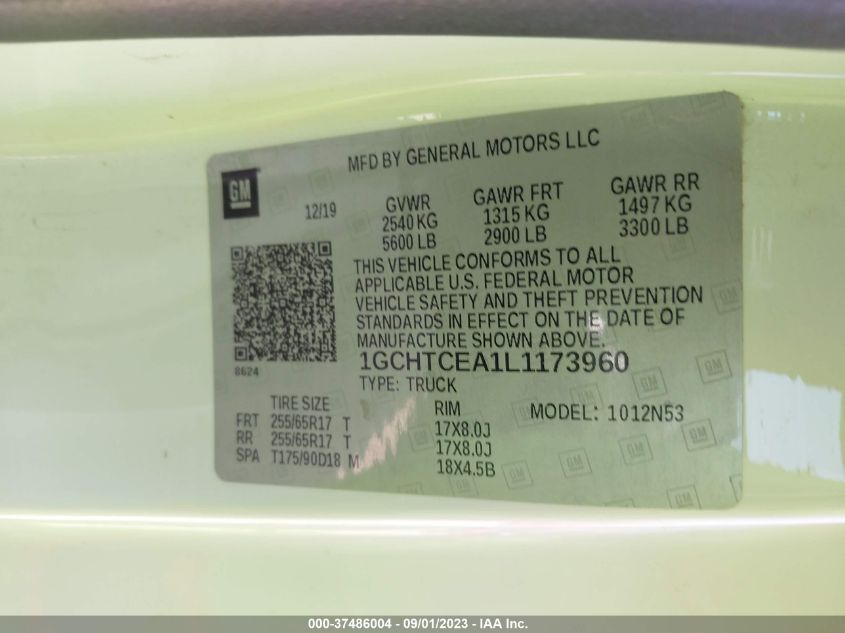 MFD BY GENERAL MOTORS LLC
GM
12/19
GVWR GAWR FRT GAWR RR
2540 KG 1315 KG 1497 KG
5600 LB 2900 LB 3300 LB
THIS VEHICLE CONFORMS TO ALL
APPLICABLE U.S. FEDERAL MOTOR
VEHICLE SAFETY AND THEFT PREVENTION
STANDARDS IN EFFECT ON THE DATE OF
MANUFACTURE SHOWN ABOVE.
8624
1GCHTCEA1L1173960
TYPE: TRUCK
TIRE SIZE RIM MODEL: 1012N53
FRT 255/65R17 T 17X8.0J
RR 255/65R17 T 17X8.0J
SPA T175/90D18 M 18X4.5B
000-37486004 - 09/01/2023 - IAA Inc.